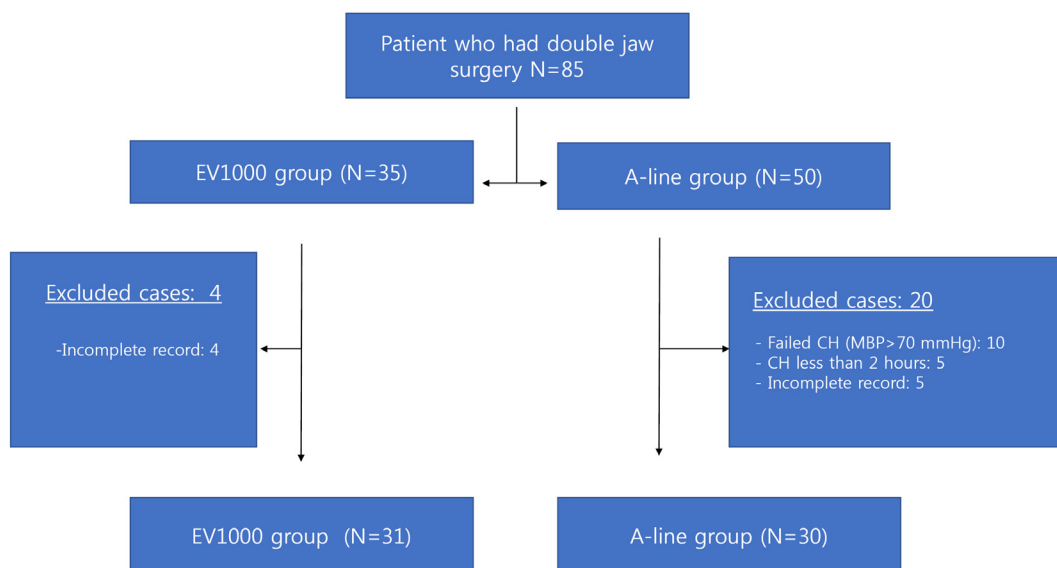 Patient who had double jaw
surgery N=85
EV1000 group (N=35)
A-line group (N=50)
Excluded cases:  4
-Incomplete record: 4
Excluded cases: 20
- Failed CH (MBP>70 mmHg): 10
- CH less than 2 hours: 5
- Incomplete record: 5
EV1000 group  (N=31)
A-line group (N=30)